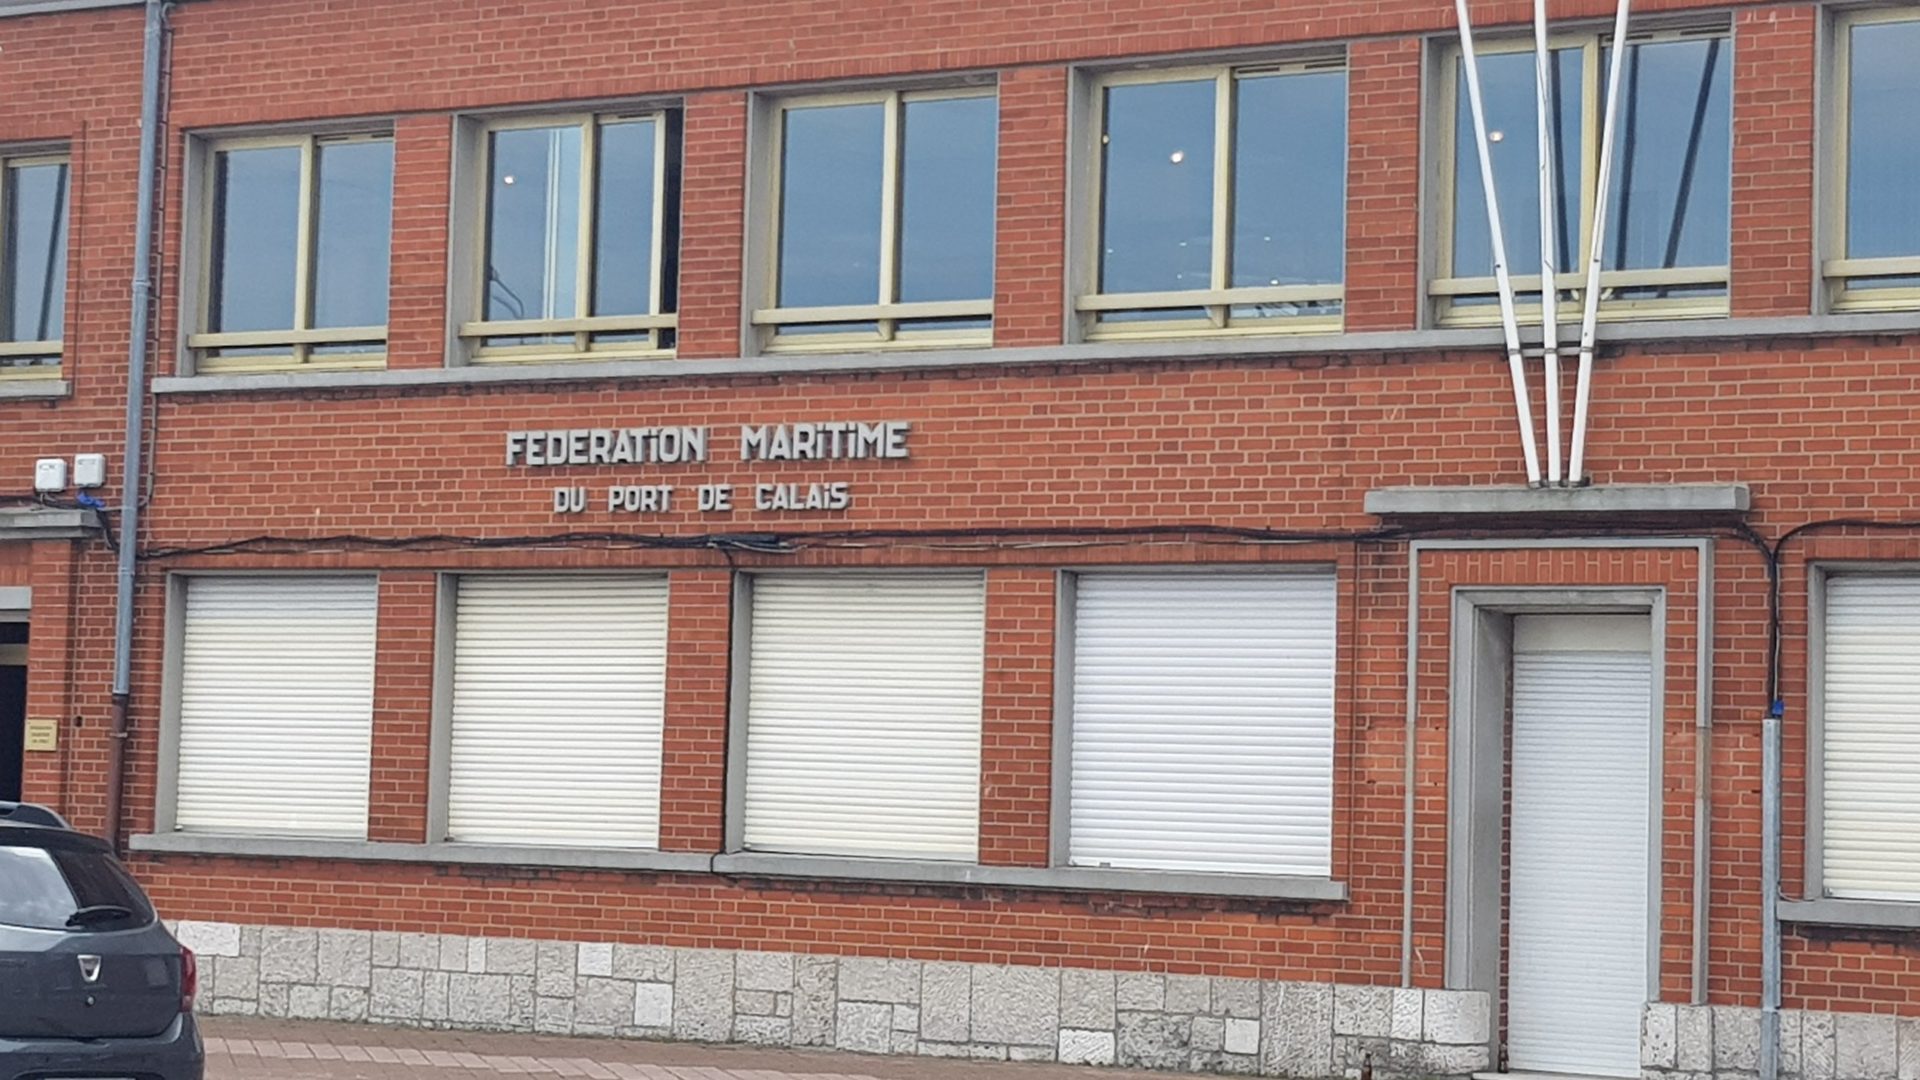 FEDERATiON MARiTiME
DU PORT DE CALAiS